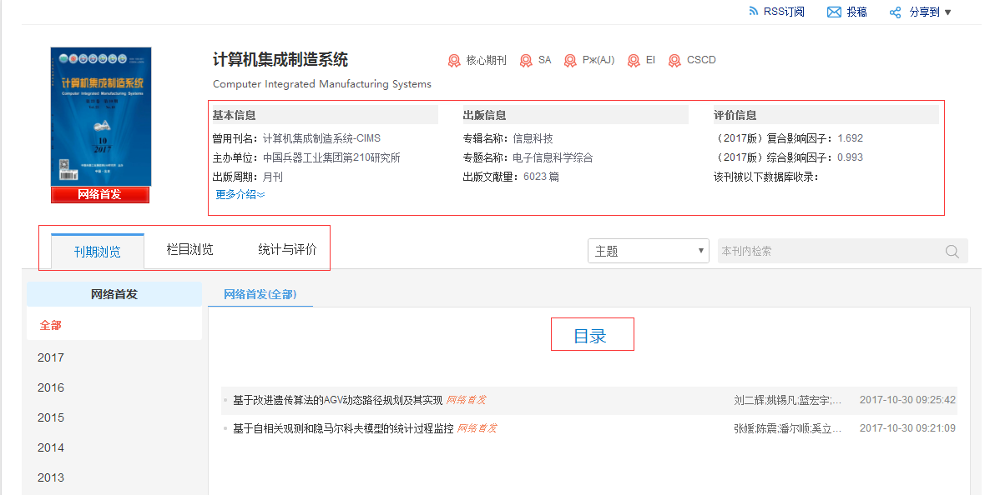 RSS订阅 投稿 分享到 ▼
计算机集成制造系统
核心期刊 SA Pж(AJ) EI CSCD
Computer Integrated Manufacturing Systems
计算机集成制造系统
Computer Integrated Manufacturing Systems
10
2017
网络首发
基本信息
曾用刊名：计算机集成制造系统-CIMS
主办单位：中国兵器工业集团第210研究所
出版周期：月刊
更多介绍
出版信息
专辑名称：信息科技
专题名称：电子信息科学综合
出版文献量：6023 篇
评价信息
（2017版）复合影响因子：1.692
（2017版）综合影响因子：0.993
该刊被以下数据库收录：
刊期浏览 栏目浏览 统计与评价
主题 ▼ 本刊内检索
网络首发
全部
2017
2016
2015
2014
2013
网络首发(全部)
目录
基于改进遗传算法的AGV动态路径规划及其实现 网络首发 刘二辉;姚锡凡;蓝宏宇;... 2017-10-30 09:25:42
基于自相关观测和隐马尔科夫模型的统计过程监控 网络首发 张媛;陈震;潘尔顺;奚立... 2017-10-30 09:21:09